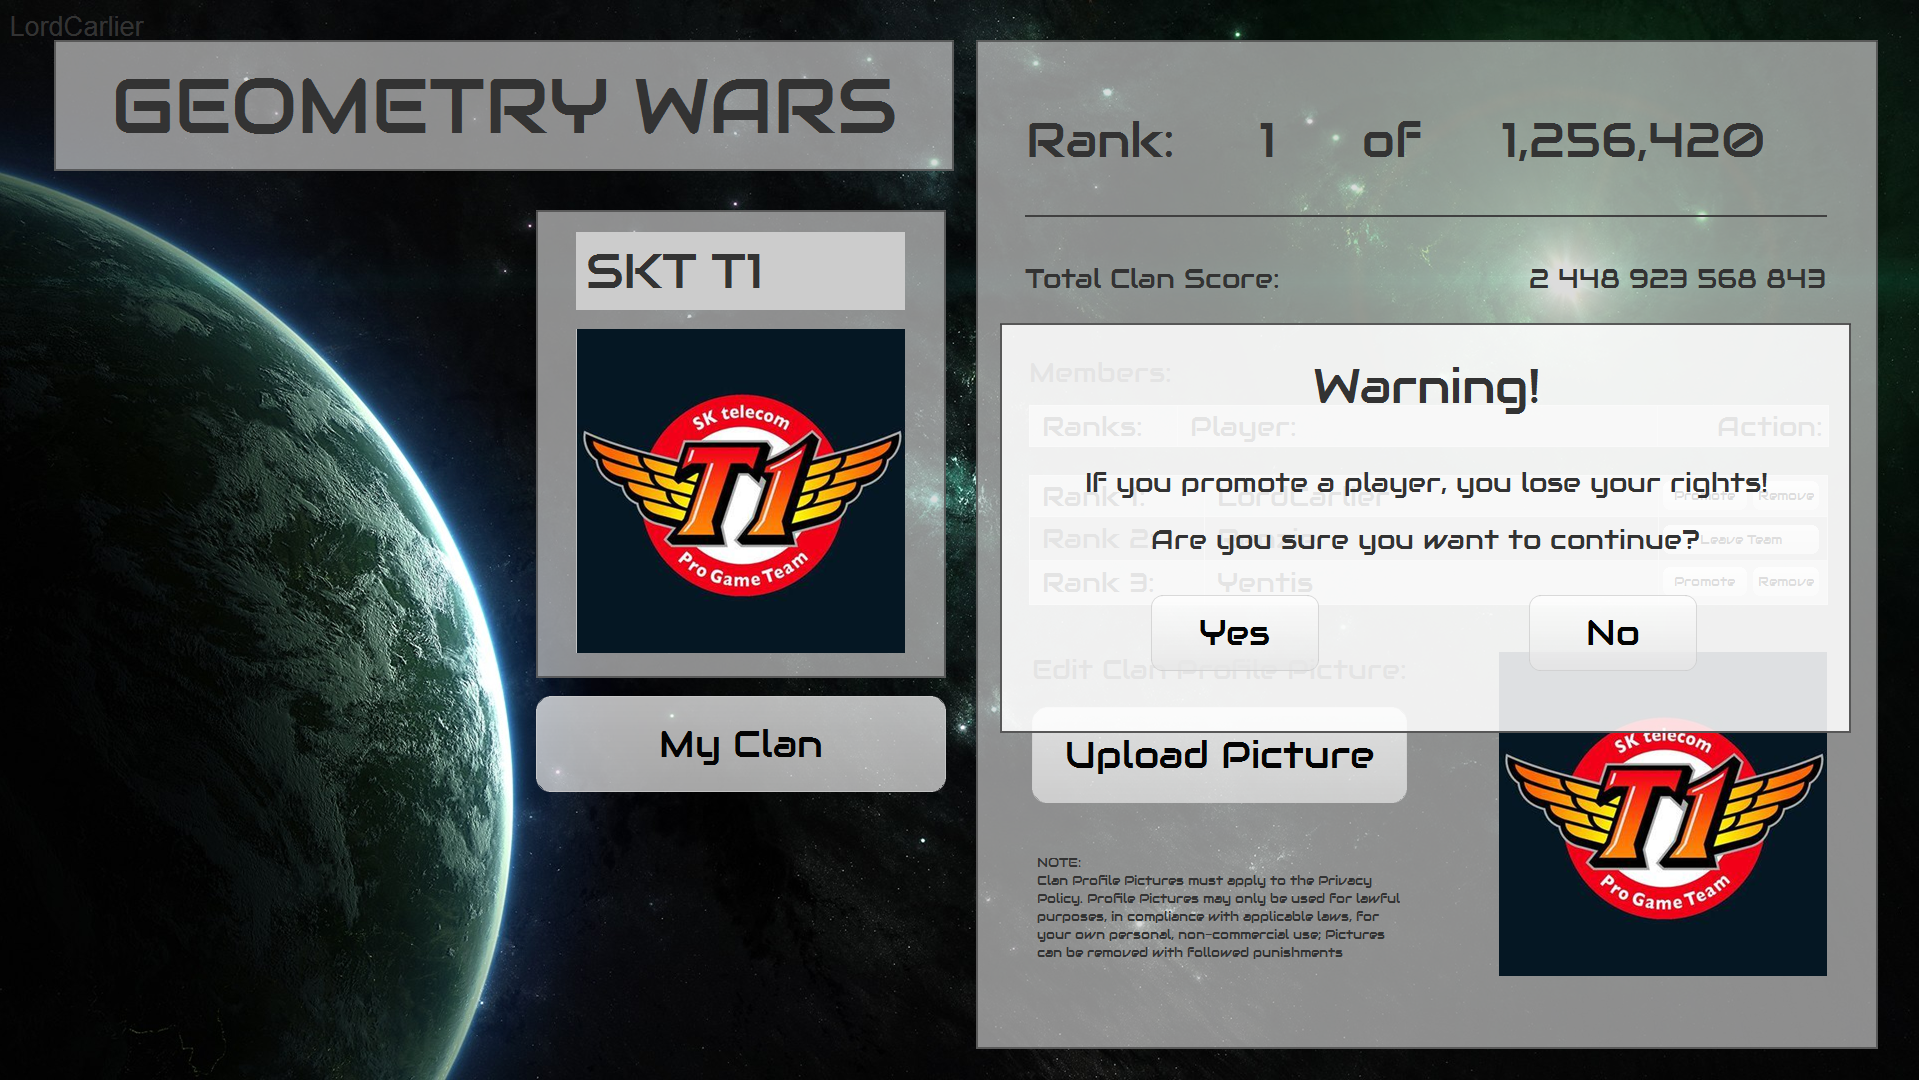 LordCarlier
GEOMETRY WARS
SKT T1
SK telecom
T1
Pro Game Team
My Clan
Rank: 1 of 1,256,420
Total Clan Score: 2 448 923 568 843
Warning!
If you promote a player, you lose your rights!
Are you sure you want to continue?
Yes No
Members:
Ranks: Player: Action:
Rank 1: LordCarlier Promote Remove
Rank 2 Leave Team
Rank 3: Yentis Promote Remove
Edit Clan Profile Picture:
Upload Picture
NOTE:
Clan Profile Pictures must apply to the Privacy
Policy. Profile Pictures may only be used for lawful
purposes, in compliance with applicable laws, for
your own personal, non-commercial use; Pictures
can be removed with followed punishments
SK telecom
T1
Pro Game Team